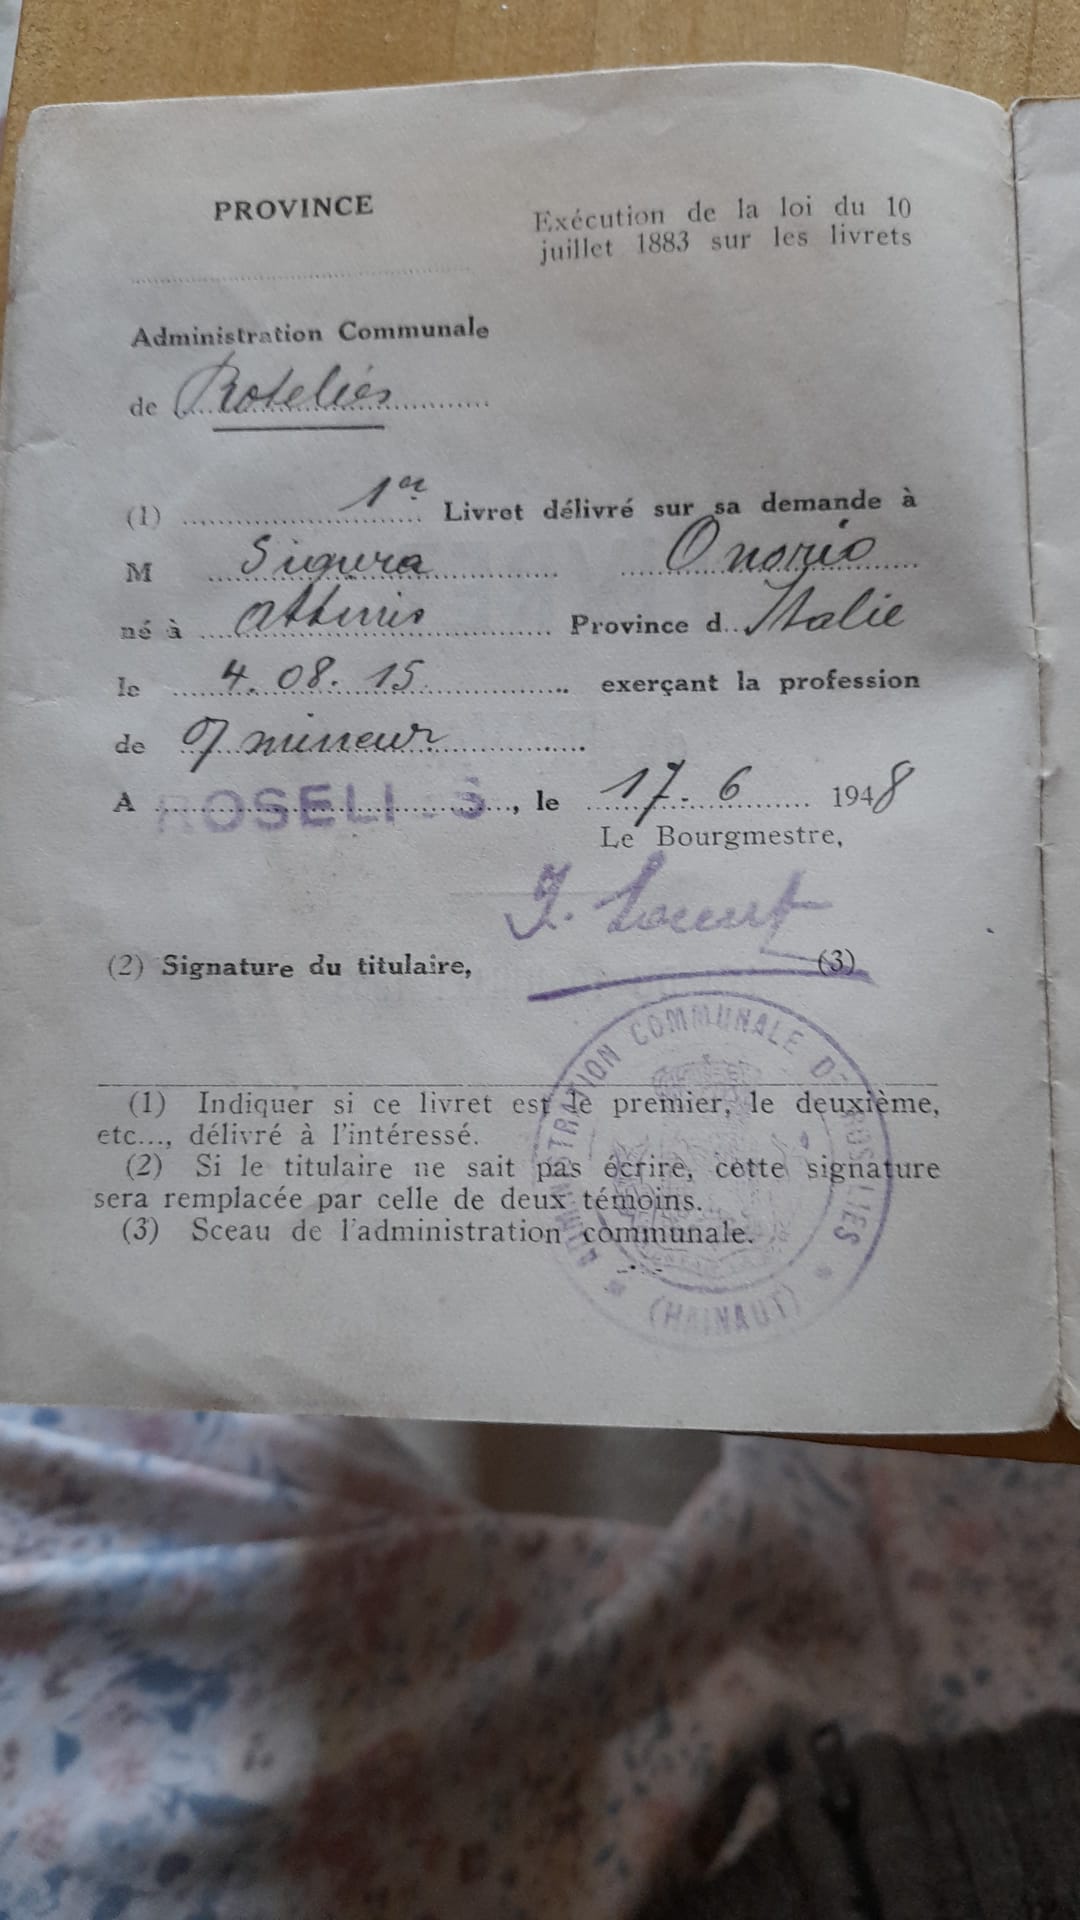 PROVINCE
Exécution de la loi du 10
juillet 1883 sur les livrets
Administration Communale
de Roseliés
(1) 1er Livret délivré sur sa demande à
M Sigura Onorio
né à Attimis Province d Italie
le 4.08.15 exerçant la profession
de mineur
A ROSELI S, le 17-6 1948
Le Bourgmestre,
(2) Signature du titulaire,
(3)
(1) Indiquer si ce livret est le premier, le deuxième,
etc..., délivré à l'intéressé.
(2) Si le titulaire ne sait pas écrire, cette signature
sera remplacée par celle de deux témoins.
(3) Sceau de l'administration communale.
ADMINISTRATION COMMUNALE DE ROSELIES
(HAINAUT)